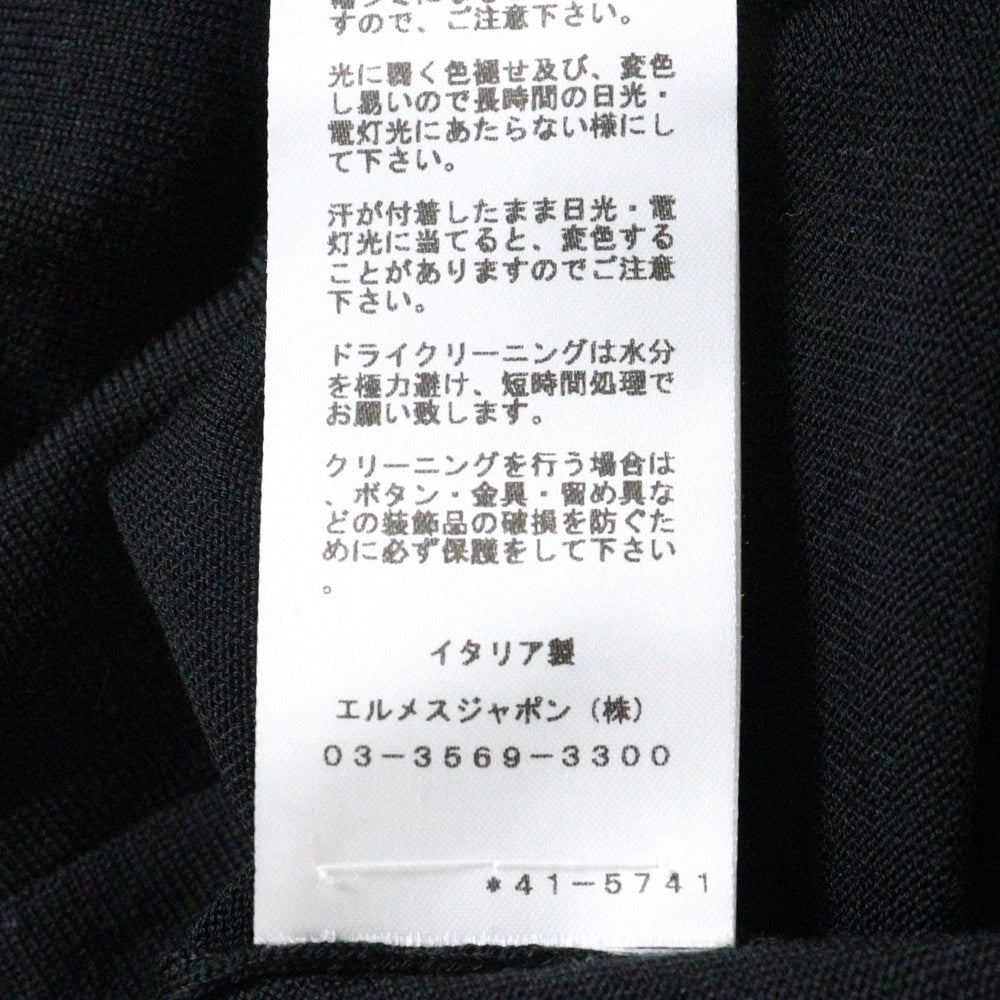 すので、ご注意下さい。
光に弱く色褪せ及び、変色
し易いので長時間の日光・
電灯光にあたらない様にし
て下さい。
汗が付着したまま日光・電
灯光に当てると、変色する
ことがありますのでご注意
下さい。
ドライクリーニングは水分
を極力避け、短時間処理で
お願い致します。
クリーニングを行う場合は
、ボタン・金具・留め具な
どの装飾品の破損を防ぐた
めに必ず保護をして下さい
。
イタリア製
エルメスジャポン（株）
03-3569-3300
*41-5741